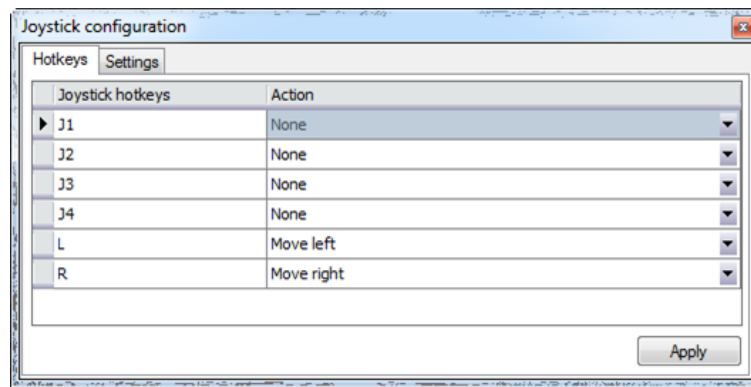 Joystick configuration
Hotkeys Settings
Joystick hotkeys Action
J1 None
J2 None
J3 None
J4 None
L Move left
R Move right
Apply